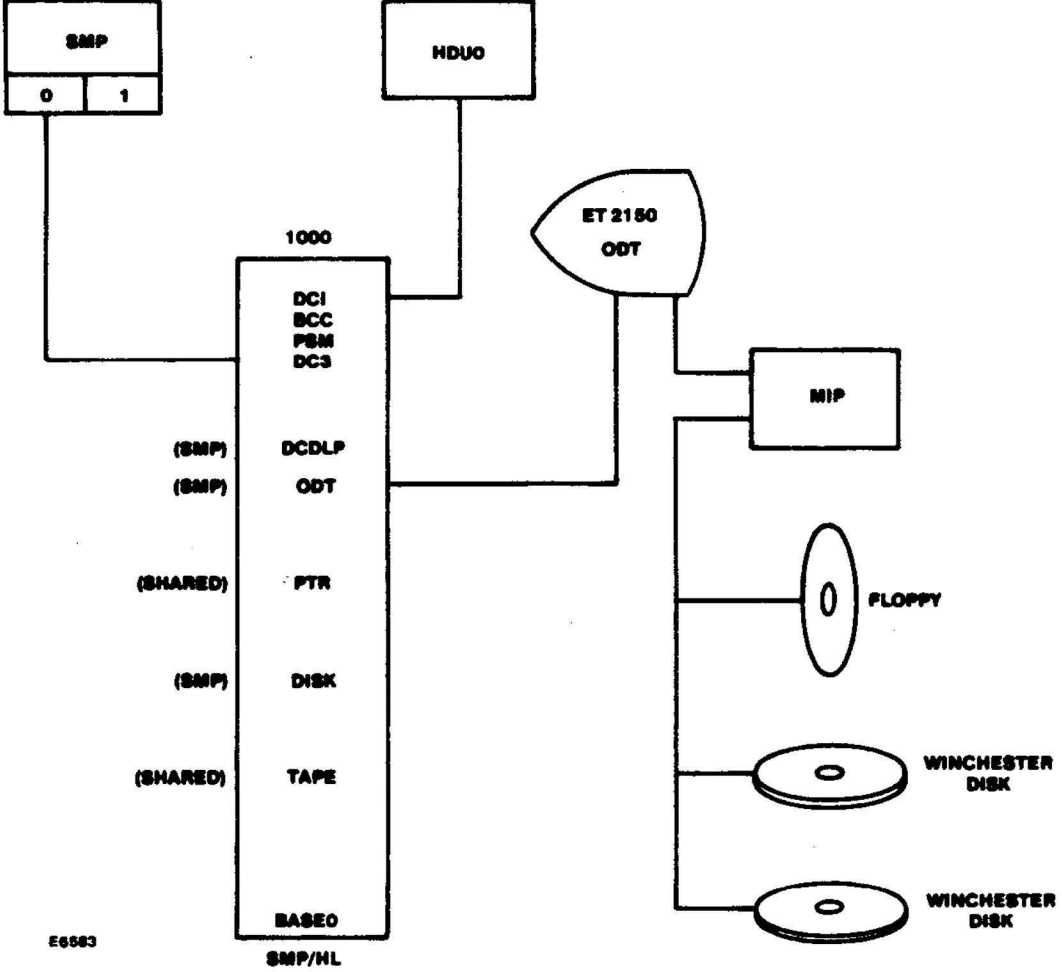 SMP
0 1
HDU0
ET 2150
ODT
1000
DCI
BCC
PSM
DC3
MIP
(SMP) DCDLP
(SMP) ODT
(SHARED) PTR
FLOPPY
(SMP) DISK
(SHARED) TAPE
WINCHESTER
DISK
WINCHESTER
DISK
BASE0
E6583
SMP/HL